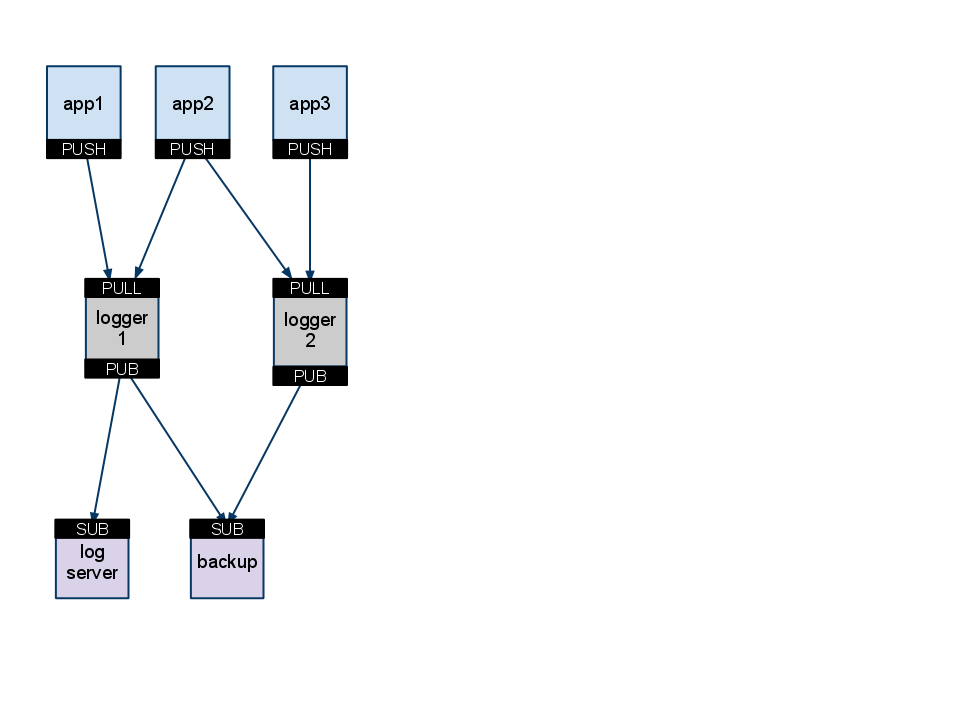 app1
PUSH
app2
PUSH
app3
PUSH
PULL
logger
1
PUB
PULL
logger
2
PUB
SUB
log
server
SUB
backup